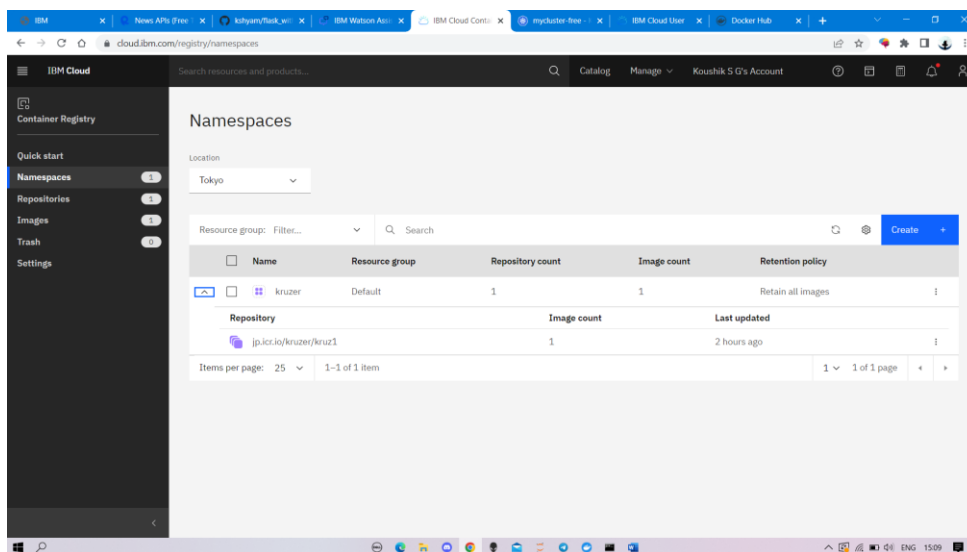 IBM
News APIs (Free
kshyam/flask_wit
IBM Watson Assi
IBM Cloud Conta
mycluster-free -
IBM Cloud User
Docker Hub
cloud.ibm.com/registry/namespaces
IBM Cloud
Search resources and products...
Catalog
Manage
Koushik S G's Account
Container Registry
Quick start
Namespaces 1
Repositories 1
Images 1
Trash 0
Settings
Namespaces
Location
Tokyo
Resource group: Filter...
Search
Create +
Name Resource group Repository count Image count Retention policy
kruzer Default 1 1 Retain all images
Repository Image count Last updated
jp.icr.io/kruzer/kruz1 1 2 hours ago
Items per page: 25 1–1 of 1 item 1 1 of 1 page
ENG 15:09